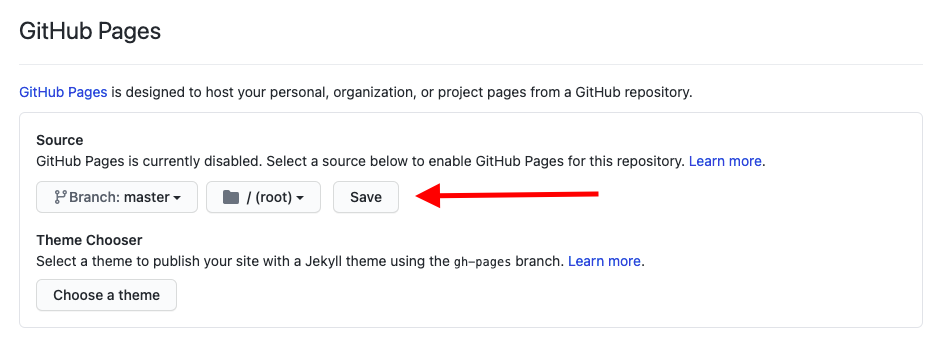 GitHub Pages
GitHub Pages is designed to host your personal, organization, or project pages from a GitHub repository.
Source
GitHub Pages is currently disabled. Select a source below to enable GitHub Pages for this repository. Learn more.
Branch: master / (root) Save
Theme Chooser
Select a theme to publish your site with a Jekyll theme using the gh-pages branch. Learn more.
Choose a theme